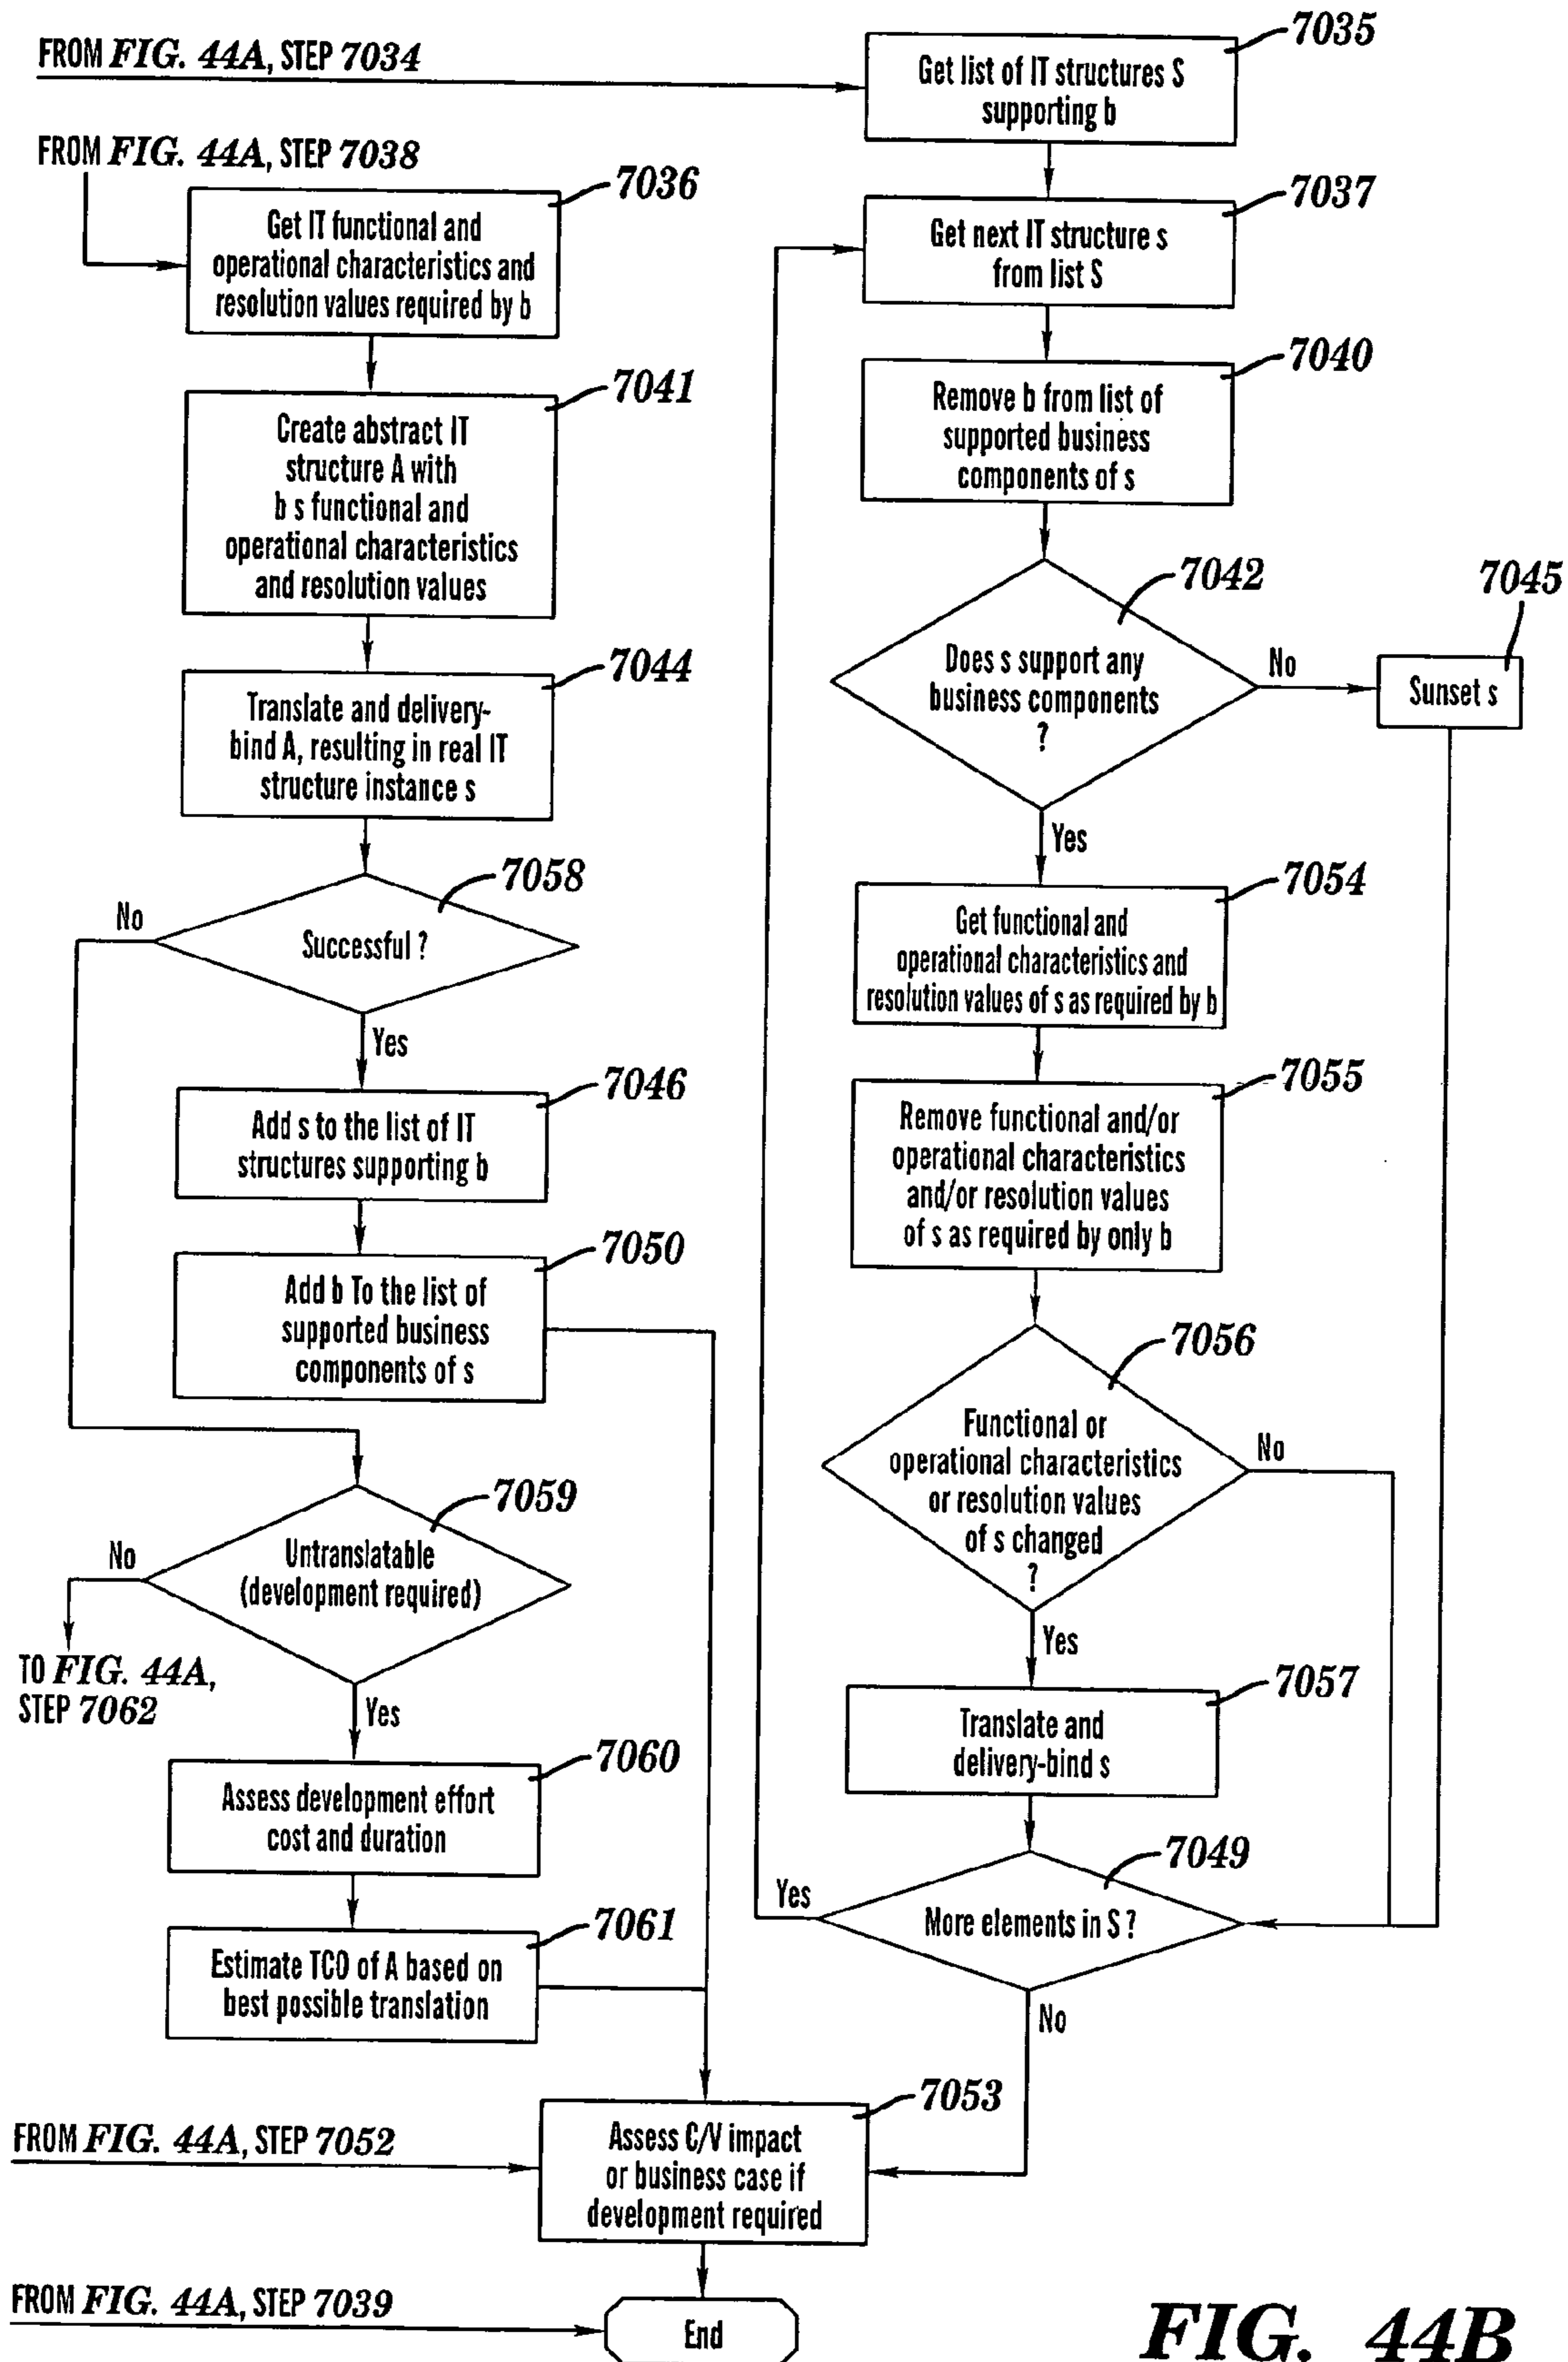 FROM FIG. 44A, STEP 7034
7035
Get list of IT structures S
supporting b
FROM FIG. 44A, STEP 7038
7036
Get IT functional and
operational characteristics and
resolution values required by b
7037
Get next IT structure s
from list S
7041
Create abstract IT
structure A with
b s functional and
operational characteristics
and resolution values
7040
Remove b from list of
supported business
components of s
7044
Translate and delivery-
bind A, resulting in real IT
structure instance s
7042
Does s support any
business components
?
No
7045
Sunset s
Yes
7058
No
Successful ?
Yes
7054
Get functional and
operational characteristics and
resolution values of s as required by b
7046
Add s to the list of IT
structures supporting b
7055
Remove functional and/or
operational characteristics
and/or resolution values
of s as required by only b
7050
Add b To the list of
supported business
components of s
7056
Functional or
operational characteristics
or resolution values
of s changed
?
No
Yes
7059
No
Untranslatable
(development required)
TO FIG. 44A,
STEP 7062
Yes
7057
Translate and
delivery-bind s
7060
Assess development effort
cost and duration
7049
Yes
More elements in S ?
No
7061
Estimate TCO of A based on
best possible translation
7053
FROM FIG. 44A, STEP 7052
Assess C/V impact
or business case if
development required
FROM FIG. 44A, STEP 7039
End
FIG. 44B